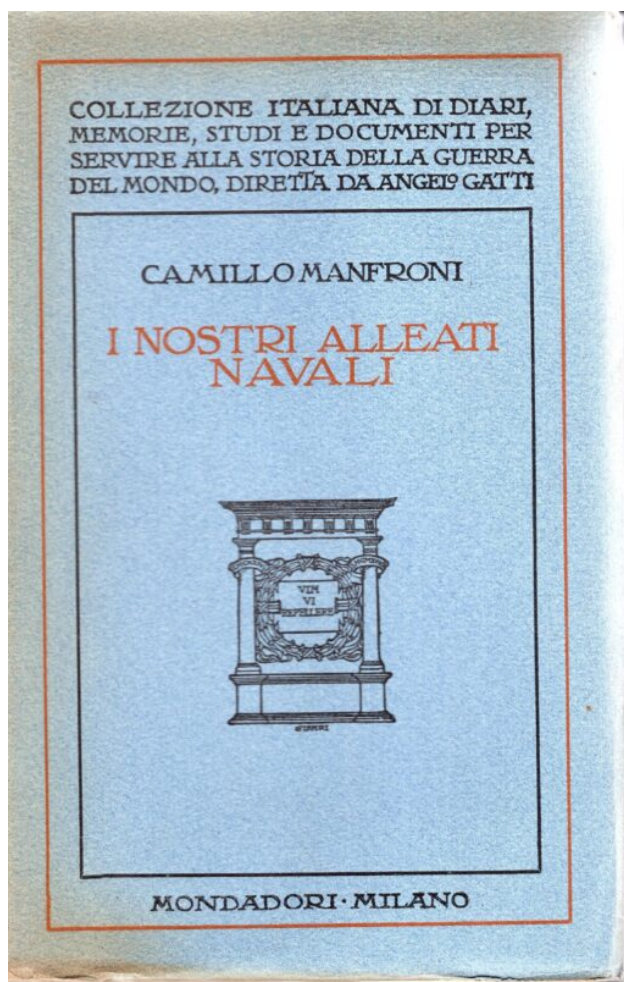 COLLEZIONE ITALIANA DI DIARI,
MEMORIE, STUDI E DOCUMENTI PER
SERVIRE ALLA STORIA DELLA GUERRA
DEL MONDO, DIRETTA DA ANGELO GATTI
CAMILLO MANFRONI
I NOSTRI ALLEATI
NAVALI
VIM
VI
REPELLERE
MONDADORI·MILANO